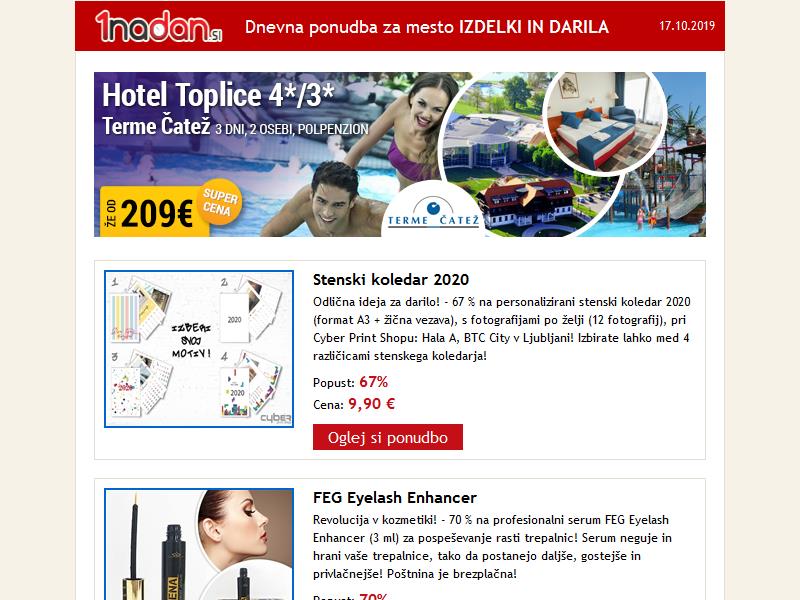 1nadan.si
Dnevna ponudba za mesto IZDELKI IN DARILA
17.10.2019
Hotel Toplice 4*/3*
Terme Čatež 3 DNI, 2 OSEBI, POLPENZION
ŽE OD 209€
SUPER
CENA
TERME ČATEŽ
1
2
IZBERI
SVOJ
MOTIV!
2020
3
4
2020
2020
cyber
Stenski koledar 2020
Odlična ideja za darilo! - 67 % na personalizirani stenski koledar 2020
(format A3 + žična vezava), s fotografijami po želji (12 fotografij), pri
Cyber Print Shopu: Hala A, BTC City v Ljubljani! Izbirate lahko med 4
različicami stenskega koledarja!
Popust: 67%
Cena: 9,90 €
Oglej si ponudbo
FEG Eyelash Enhancer
Revolucija v kozmetiki! - 70 % na profesionalni serum FEG Eyelash
Enhancer (3 ml) za pospeševanje rasti trepalnic! Serum neguje in
hrani vaše trepalnice, tako da postanejo daljše, gostejše in
privlačnejše! Poštnina je brezplačna!
Popust: 70%